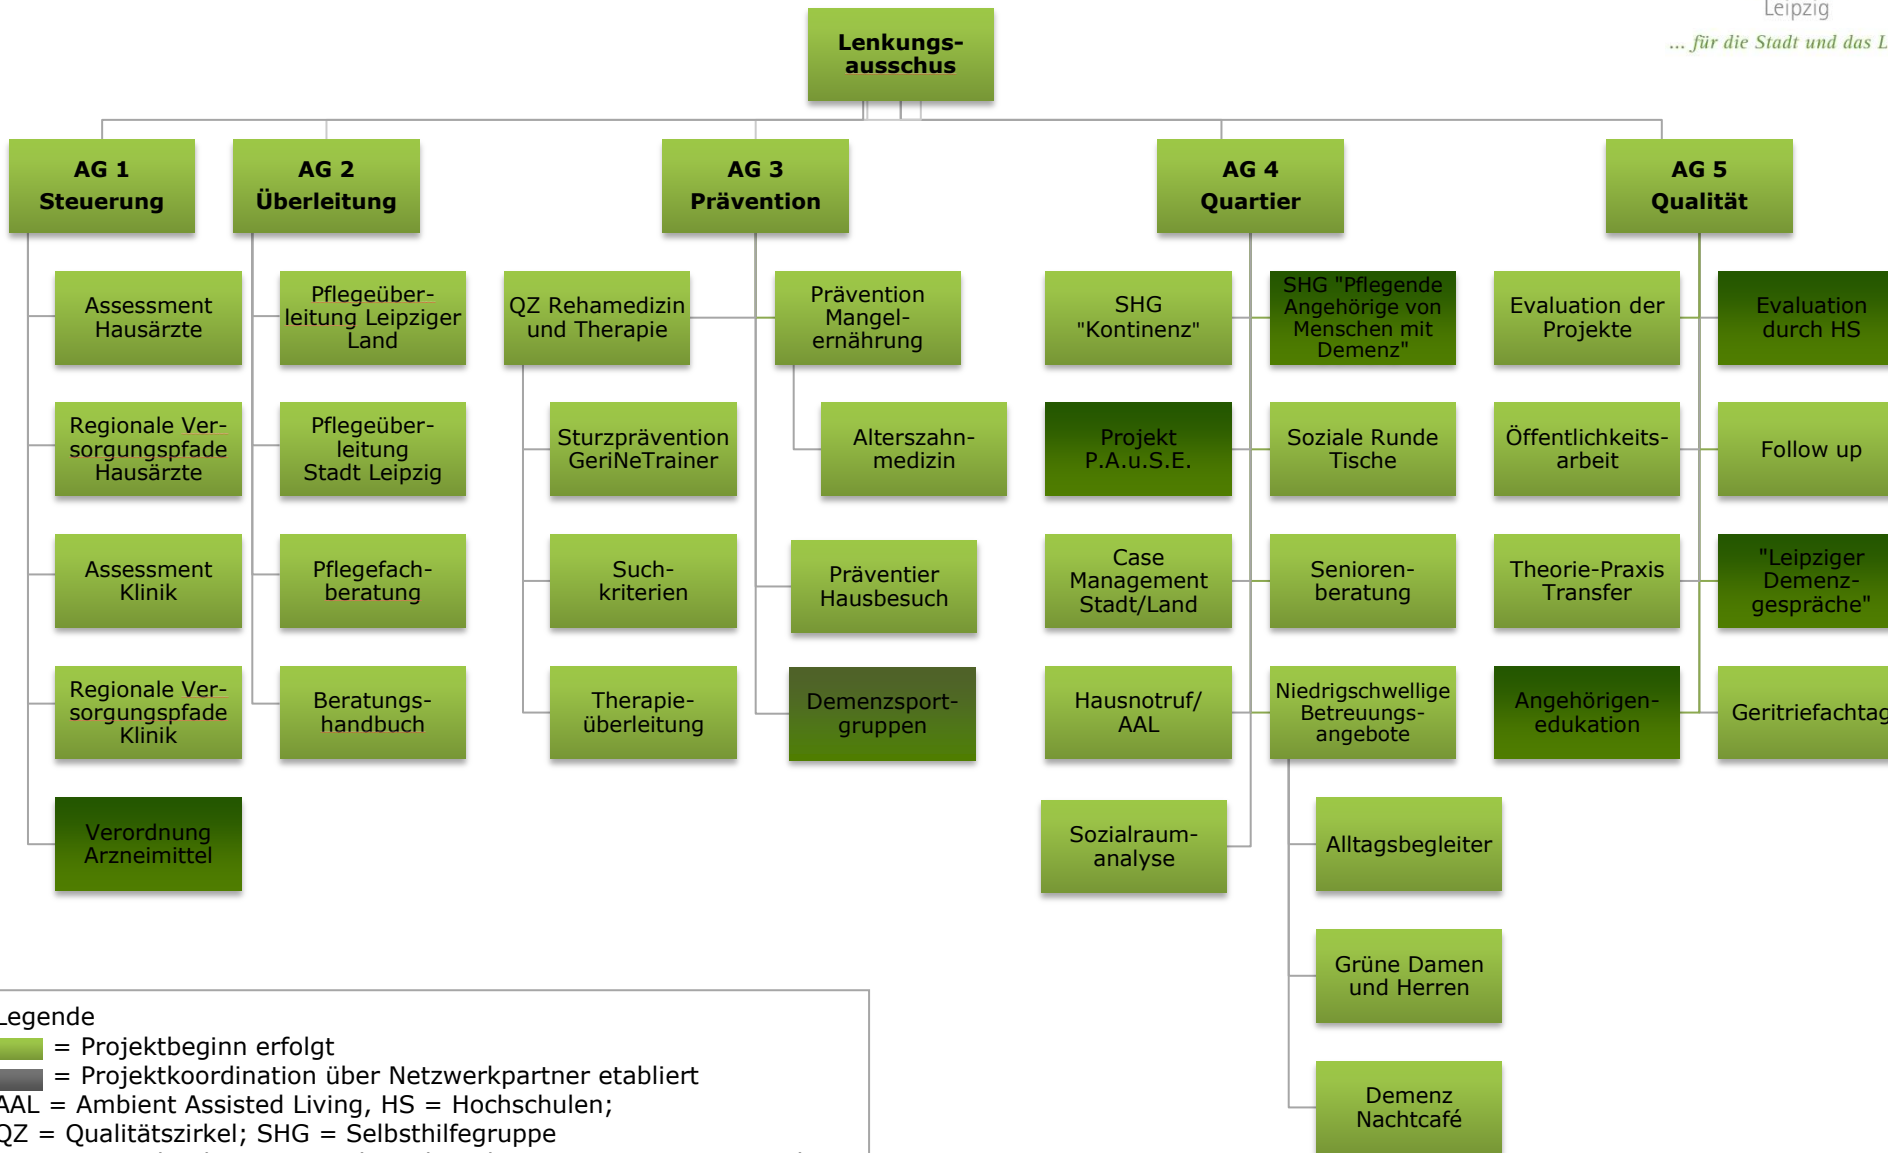 Leipzig
... für die Stadt und das L
Lenkungs-
ausschus
AG 1
Steuerung
AG 2
Überleitung
AG 3
Prävention
AG 4
Quartier
AG 5
Qualität
Assessment
Hausärzte
Regionale Ver-
sorgungspfade
Hausärzte
Assessment
Klinik
Regionale Ver-
sorgungspfade
Klinik
Verordnung
Arzneimittel
Pflegeüber-
leitung Leipziger
Land
Pflegeüber-
leitung
Stadt Leipzig
Pflegefach-
beratung
Beratungs-
handbuch
QZ Rehamedizin
und Therapie
Sturzprävention
GeriNeTrainer
Such-
kriterien
Therapie-
überleitung
Prävention
Mangel-
ernährung
Alterszahn-
medizin
Präventier
Hausbesuch
Demenzsport-
gruppen
SHG
"Kontinenz"
SHG "Pflegende
Angehörige von
Menschen mit
Demenz"
Projekt
P.A.u.S.E.
Soziale Runde
Tische
Case
Management
Stadt/Land
Senioren-
beratung
Hausnotruf/
AAL
Niedrigschwellige
Betreuungs-
angebote
Sozialraum-
analyse
Alltagsbegleiter
Grüne Damen
und Herren
Demenz
Nachtcafé
Evaluation der
Projekte
Evaluation
durch HS
Öffentlichkeits-
arbeit
Follow up
Theorie-Praxis
Transfer
"Leipziger
Demenz-
gespräche"
Angehörigen-
edukation
Geritriefachtag
Legende
= Projektbeginn erfolgt
= Projektkoordination über Netzwerkpartner etabliert
AAL = Ambient Assisted Living, HS = Hochschulen;
QZ = Qualitätszirkel; SHG = Selbsthilfegruppe